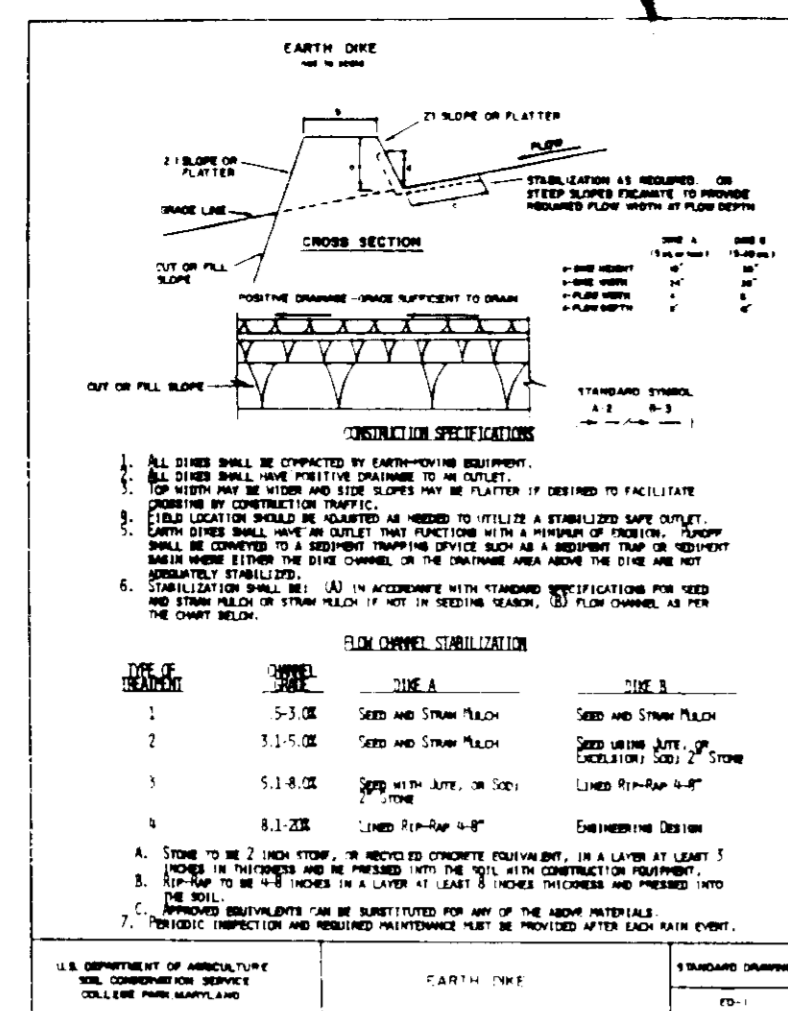 EARTH DIKE
not to scale
b
2:1 SLOPE OR FLATTER
2:1 SLOPE OR
FLATTER
FLOW
a
d
c
STABILIZATION AS REQUIRED. ON
STEEP SLOPES EXCAVATE TO PROVIDE
REQUIRED FLOW WIDTH AT FLOW DEPTH
GRADE LINE
CROSS SECTION
CUT OR FILL
SLOPE
DIKE A DIKE B
a-DIKE HEIGHT
b-DIKE WIDTH
c-FLOW WIDTH
d-FLOW DEPTH
POSITIVE DRAINAGE-GRADE SUFFICIENT TO DRAIN
CUT OR FILL SLOPE
STANDARD SYMBOL
A-2 B-3
CONSTRUCTION SPECIFICATIONS
1. ALL DIKES SHALL BE COMPACTED BY EARTH-MOVING EQUIPMENT.
2. ALL DIKES SHALL HAVE POSITIVE DRAINAGE TO AN OUTLET.
3. TOP WIDTH MAY BE WIDER AND SIDE SLOPES MAY BE FLATTER IF DESIRED TO FACILITATE
CROSSING BY CONSTRUCTION TRAFFIC.
FIELD LOCATION SHOULD BE ADJUSTED AS NEEDED TO UTILIZE A STABILIZED SAFE OUTLET.
5. EARTH DIKES SHALL HAVE AN OUTLET THAT FUNCTIONS WITH A MINIMUM OF EROSION. RUNOFF
SHALL BE CONVEYED TO A SEDIMENT TRAPPING DEVICE SUCH AS A SEDIMENT TRAP OR SEDIMENT
BASIN WHERE EITHER THE DIKE CHANNEL OR THE DRAINAGE AREA ABOVE THE DIKE ARE NOT
ADEQUATELY STABILIZED.
6. STABILIZATION SHALL BE: (A) IN ACCORDANCE WITH STANDARD SPECIFICATIONS FOR SEED
AND STRAW MULCH OR STRAW MULCH IF NOT IN SEEDING SEASON, (B) FLOW CHANNEL AS PER
THE CHART BELOW.
FLOW CHANNEL STABILIZATION
TYPE OF CHANNEL
TREATMENT GRADE DIKE A DIKE B
1 .5-3.0% SEED AND STRAW MULCH SEED AND STRAW MULCH
2 3.1-5.0% SEED AND STRAW MULCH SEED USING JUTE, OR
EXCELSIOR; SOD; 2" STONE
3 5.1-8.0% SEED WITH JUTE, OR SOD; LINED RIP-RAP 4-8"
2" STONE
4 8.1-20% LINED RIP-RAP 4-8" ENGINEERING DESIGN
A. STONE TO BE 2 INCH STONE, OR RECYCLED CONCRETE EQUIVALENT, IN A LAYER AT LEAST 3
INCHES IN THICKNESS AND BE PRESSED INTO THE SOIL WITH CONSTRUCTION EQUIPMENT.
B. RIP-RAP TO BE 4-8 INCHES IN A LAYER AT LEAST 8 INCHES THICKNESS AND PRESSED INTO
THE SOIL.
C. APPROVED EQUIVALENTS CAN BE SUBSTITUTED FOR ANY OF THE ABOVE MATERIALS.
7. PERIODIC INSPECTION AND REQUIRED MAINTENANCE MUST BE PROVIDED AFTER EACH RAIN EVENT.
U.S. DEPARTMENT OF AGRICULTURE
SOIL CONSERVATION SERVICE
COLLEGE PARK, MARYLAND
EARTH DIKE
STANDARD DRAWING
ED-1